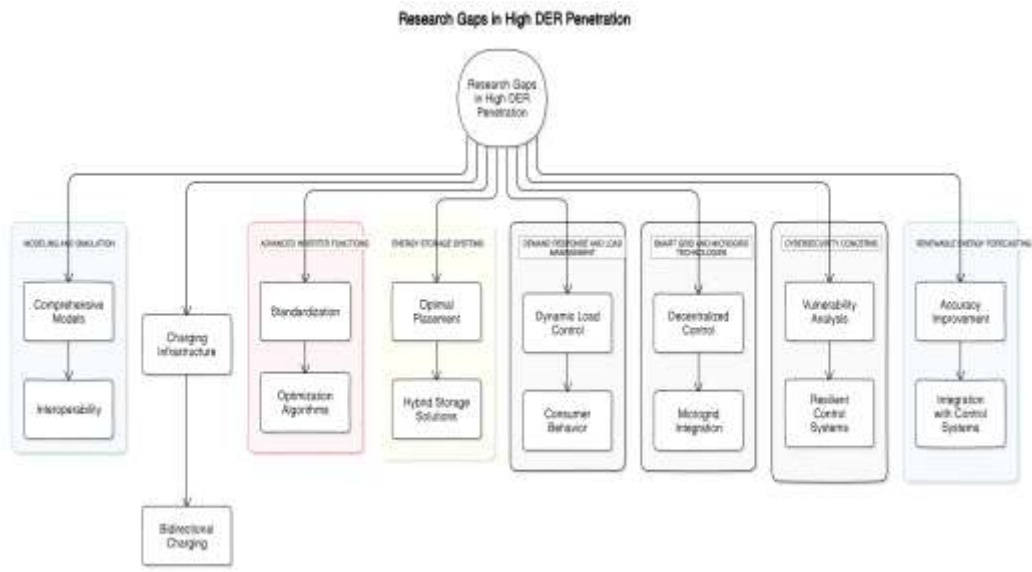 Research Gaps in High DER Penetration
Research Gaps
in High DER
Penetration
MODELING AND SIMULATION
Comprehensive
Models
Interoperability
Charging
Infrastructure
Bidirectional
Charging
ADVANCED INVERTER FUNCTIONS
Standardization
Optimization
Algorithms
ENERGY STORAGE SYSTEMS
Optimal
Placement
Hybrid Storage
Solutions
DEMAND RESPONSE AND LOAD
MANAGEMENT
Dynamic Load
Control
Consumer
Behavior
SMART GRID AND MICROGRID
TECHNOLOGIES
Decentralized
Control
Microgrid
Integration
CYBERSECURITY CONCERNS
Vulnerability
Analysis
Resilient
Control
Systems
RENEWABLE ENERGY FORECASTING
Accuracy
Improvement
Integration
with Control
Systems